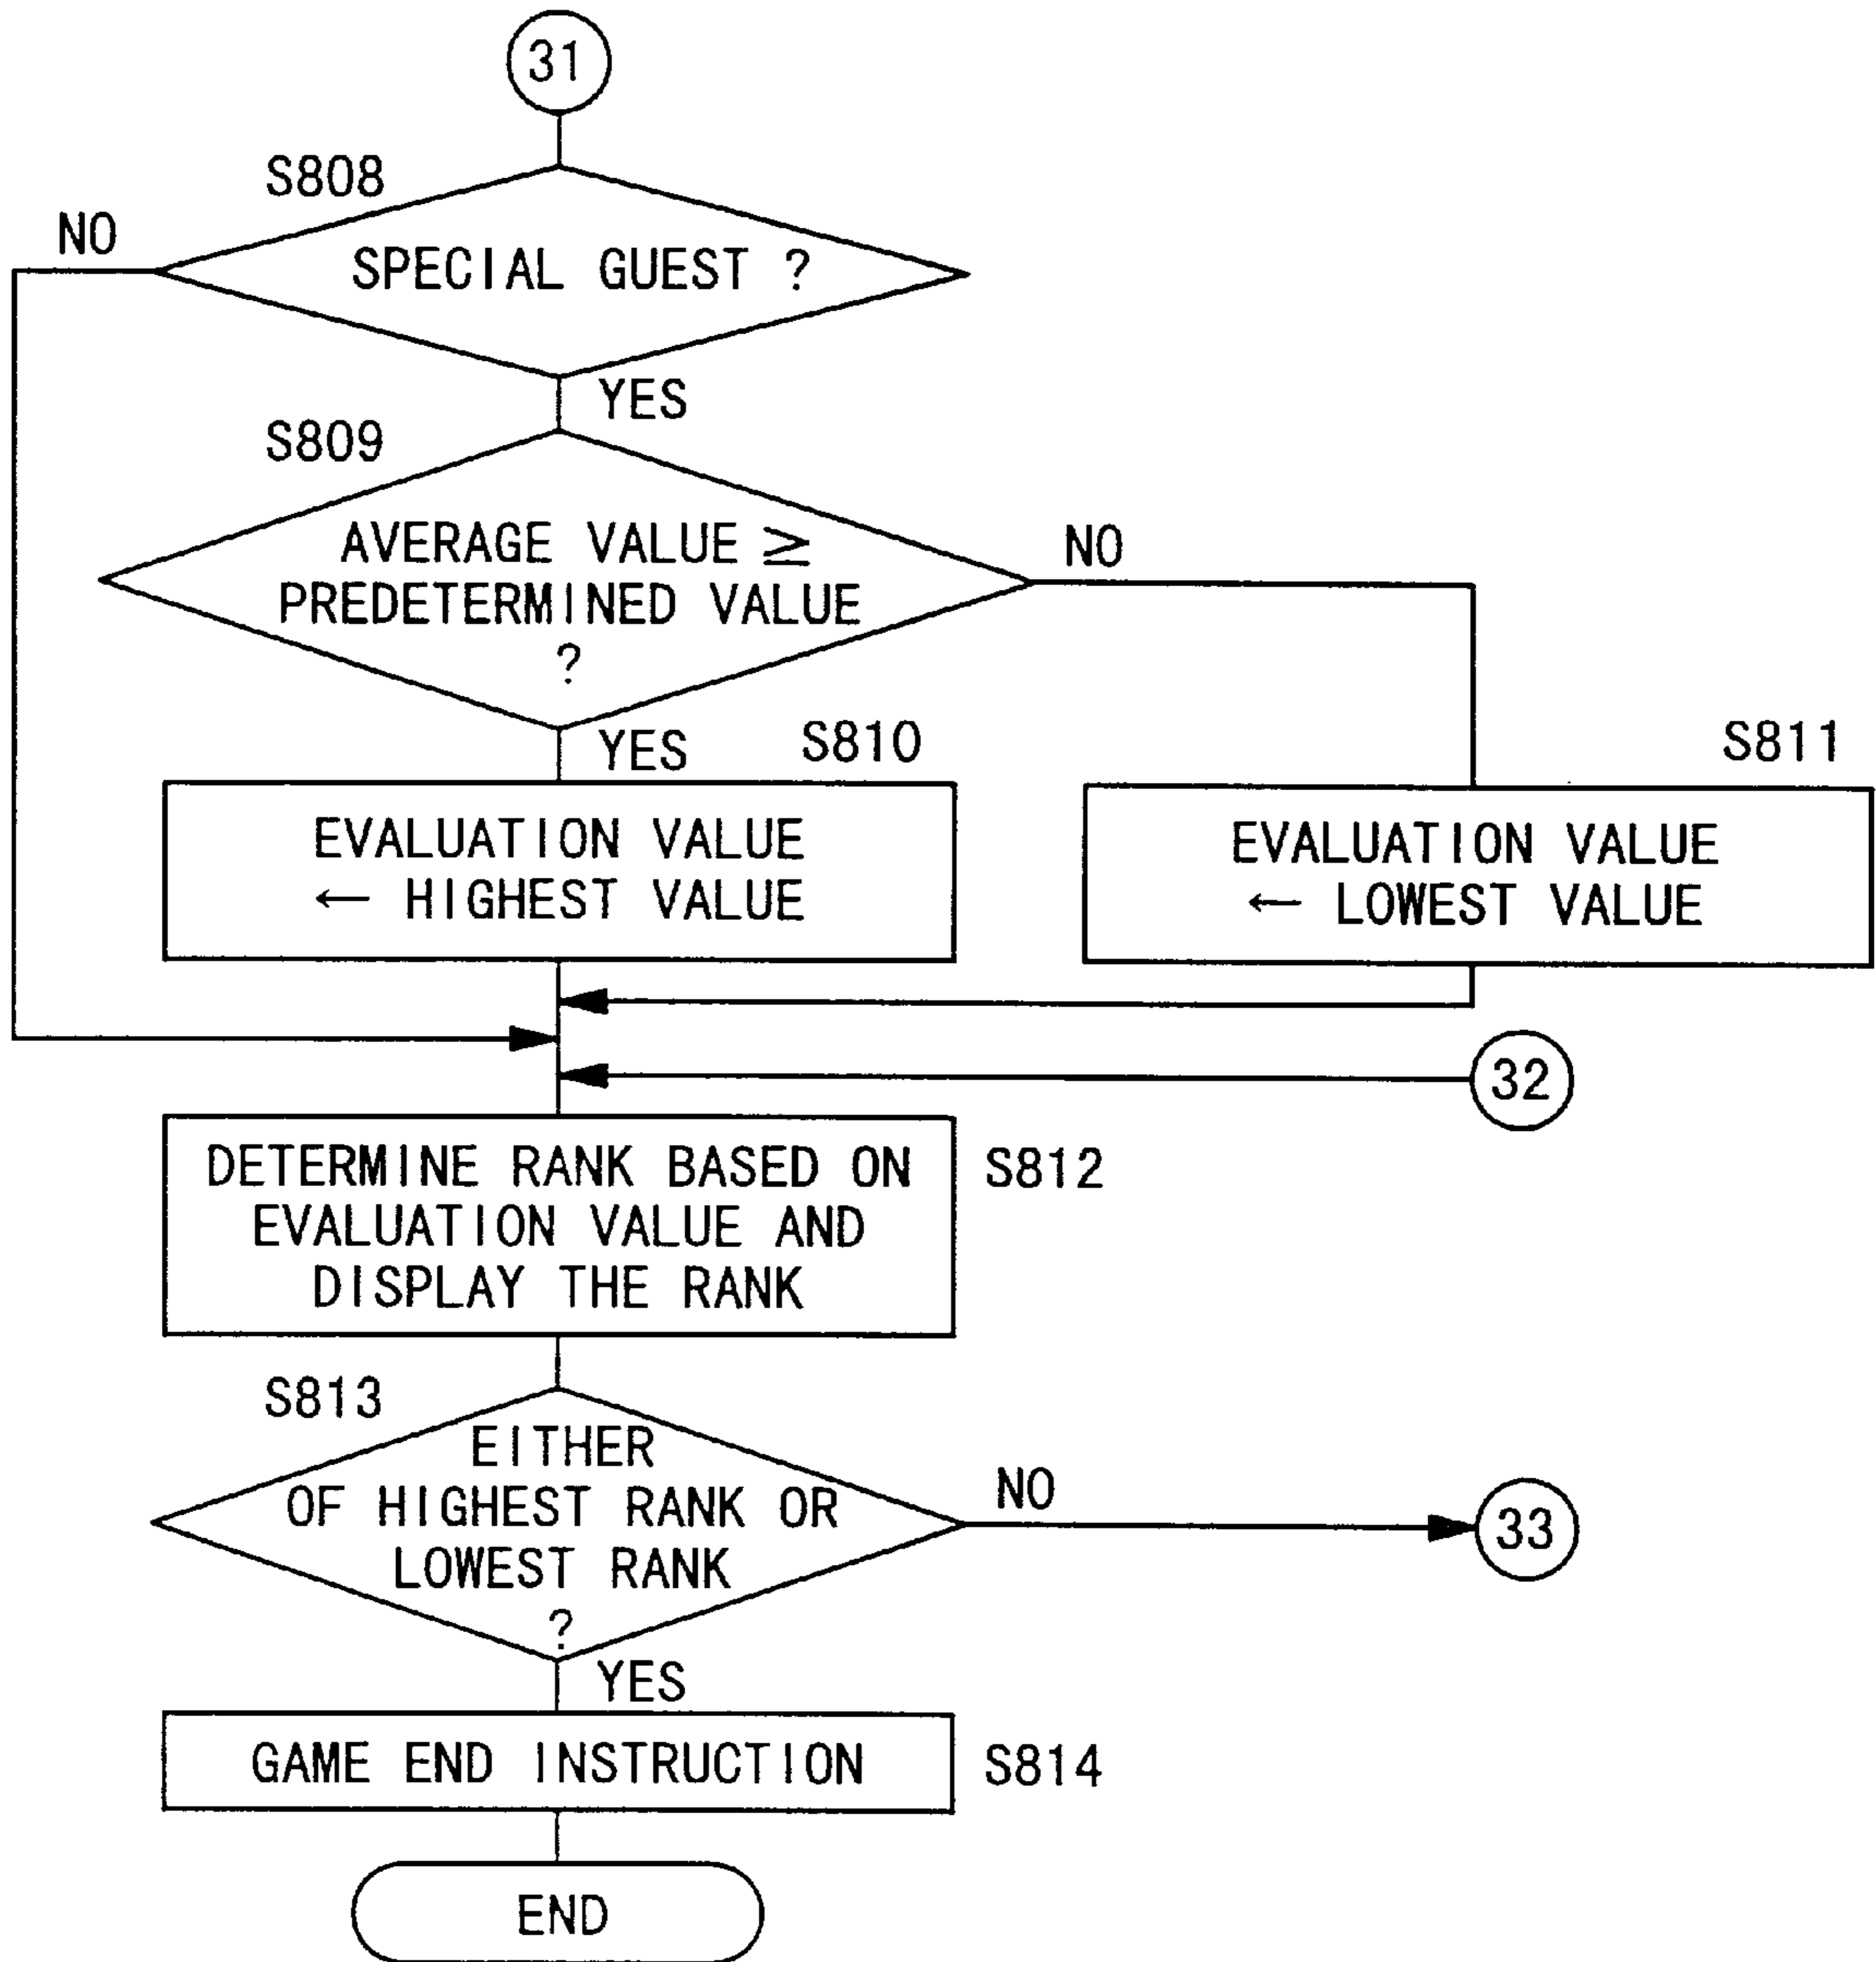 31
S808
NO
SPECIAL GUEST ?
YES
S809
AVERAGE VALUE ≧
PREDETERMINED VALUE
?
NO
YES
S810
S811
EVALUATION VALUE
← HIGHEST VALUE
EVALUATION VALUE
← LOWEST VALUE
32
DETERMINE RANK BASED ON
EVALUATION VALUE AND
DISPLAY THE RANK
S812
S813
EITHER
OF HIGHEST RANK OR
LOWEST RANK
?
NO
33
YES
GAME END INSTRUCTION
S814
END